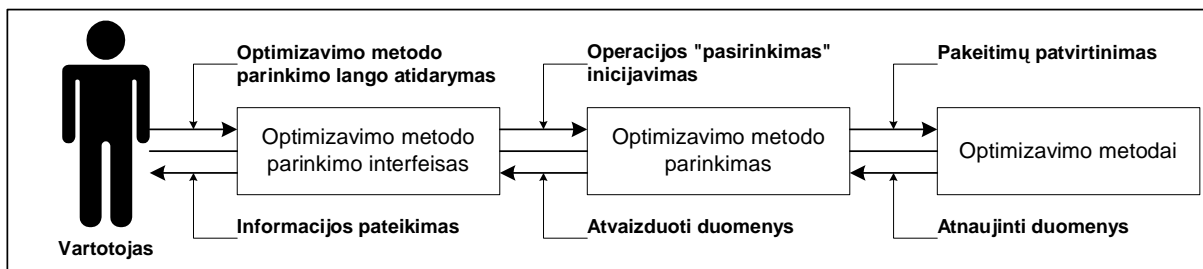 Optimizavimo metodo
parinkimo lango atidarymas
Operacijos "pasirinkimas"
inicijavimas
Pakeitimų patvirtinimas
Optimizavimo metodo
parinkimo interfeisas
Optimizavimo metodo
parinkimas
Optimizavimo metodai
Informacijos pateikimas
Atvaizduoti duomenys
Atnaujinti duomenys
Vartotojas